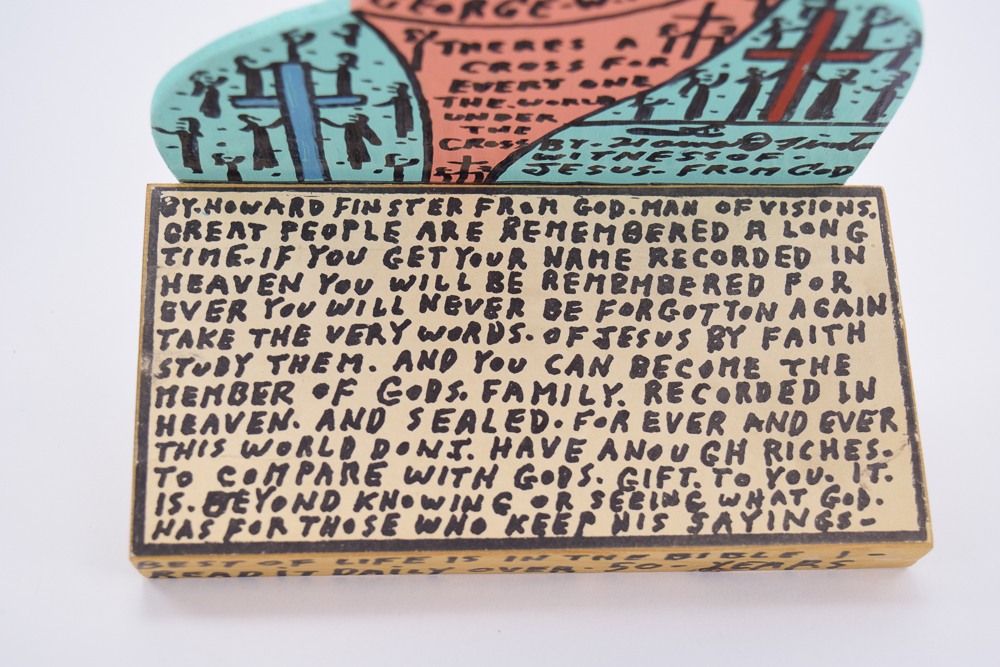 GEORGE.W.
THERES A
CROSS FOR
EVERY ONE
THE.WORLD
UNDER
THE
CROSS
BY. Howard Finster
WITNESS OF.
JESUS. FROM GOD
BY.HOWARD FINSTER FROM GOD.MAN OF VISIONS.
GREAT PEOPLE ARE REMEMBERED A LONG
TIME.IF YOU GET YOUR NAME RECORDED IN
HEAVEN YOU WILL BE REMEMBERED FOR
EVER YOU WILL NEVER BE FORGOTTON AGAIN
TAKE THE VERY WORDS. OF JESUS BY FAITH
STUDY THEM. AND YOU CAN BECOME THE
MEMBER OF GODS. FAMILY. RECORDED IN
HEAVEN. AND SEALED. FOR EVER AND EVER
THIS WORLD DONT. HAVE ANOUGH RICHES.
TO COMPARE WITH GODS. GIFT. TO YOU. IT.
IS. BEYOND KNOWING OR SEEING WHAT GOD.
HAS FOR THOSE WHO KEEP HIS SAYINGS-
BEST OF LIFE IS IN THE BIBLE I-
READ IT DAILY OVER 50- YEARS